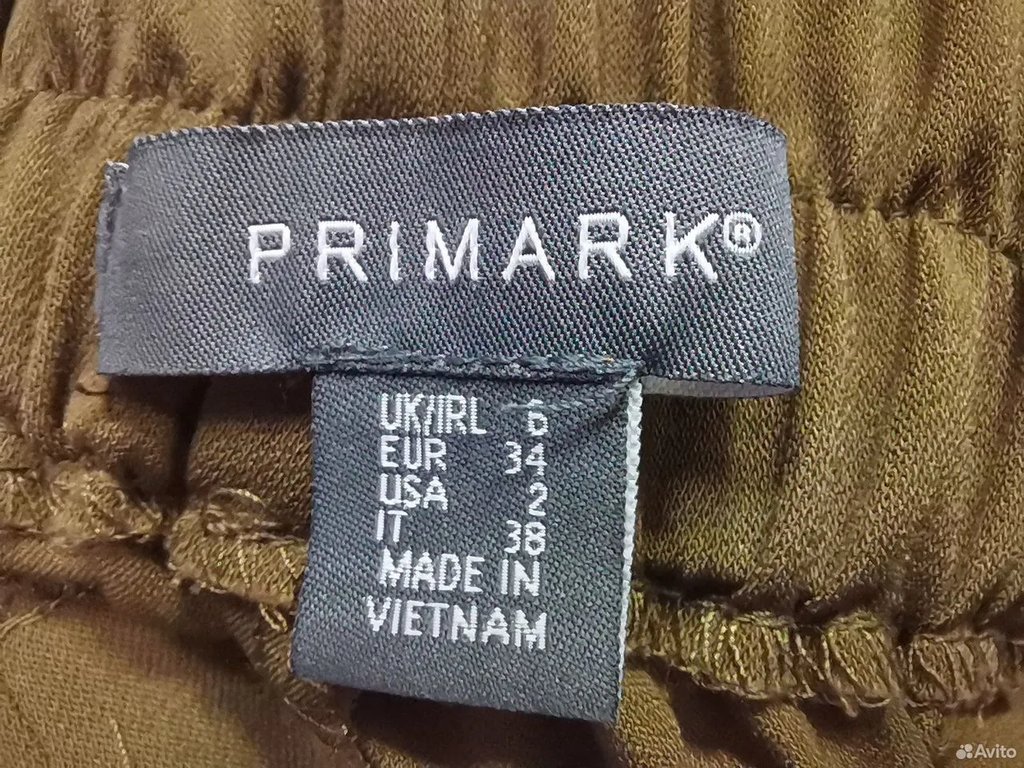 PRIMARK®
UK/IRL 6
EUR 34
USA 2
IT 38
MADE IN
VIETNAM
Avito